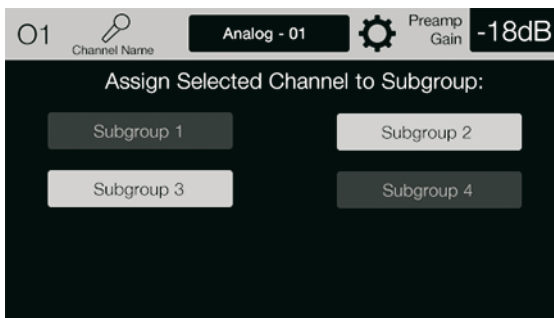 01
Channel Name
Analog - 01
Preamp
Gain
-18dB
Assign Selected Channel to Subgroup:
Subgroup 1
Subgroup 2
Subgroup 3
Subgroup 4